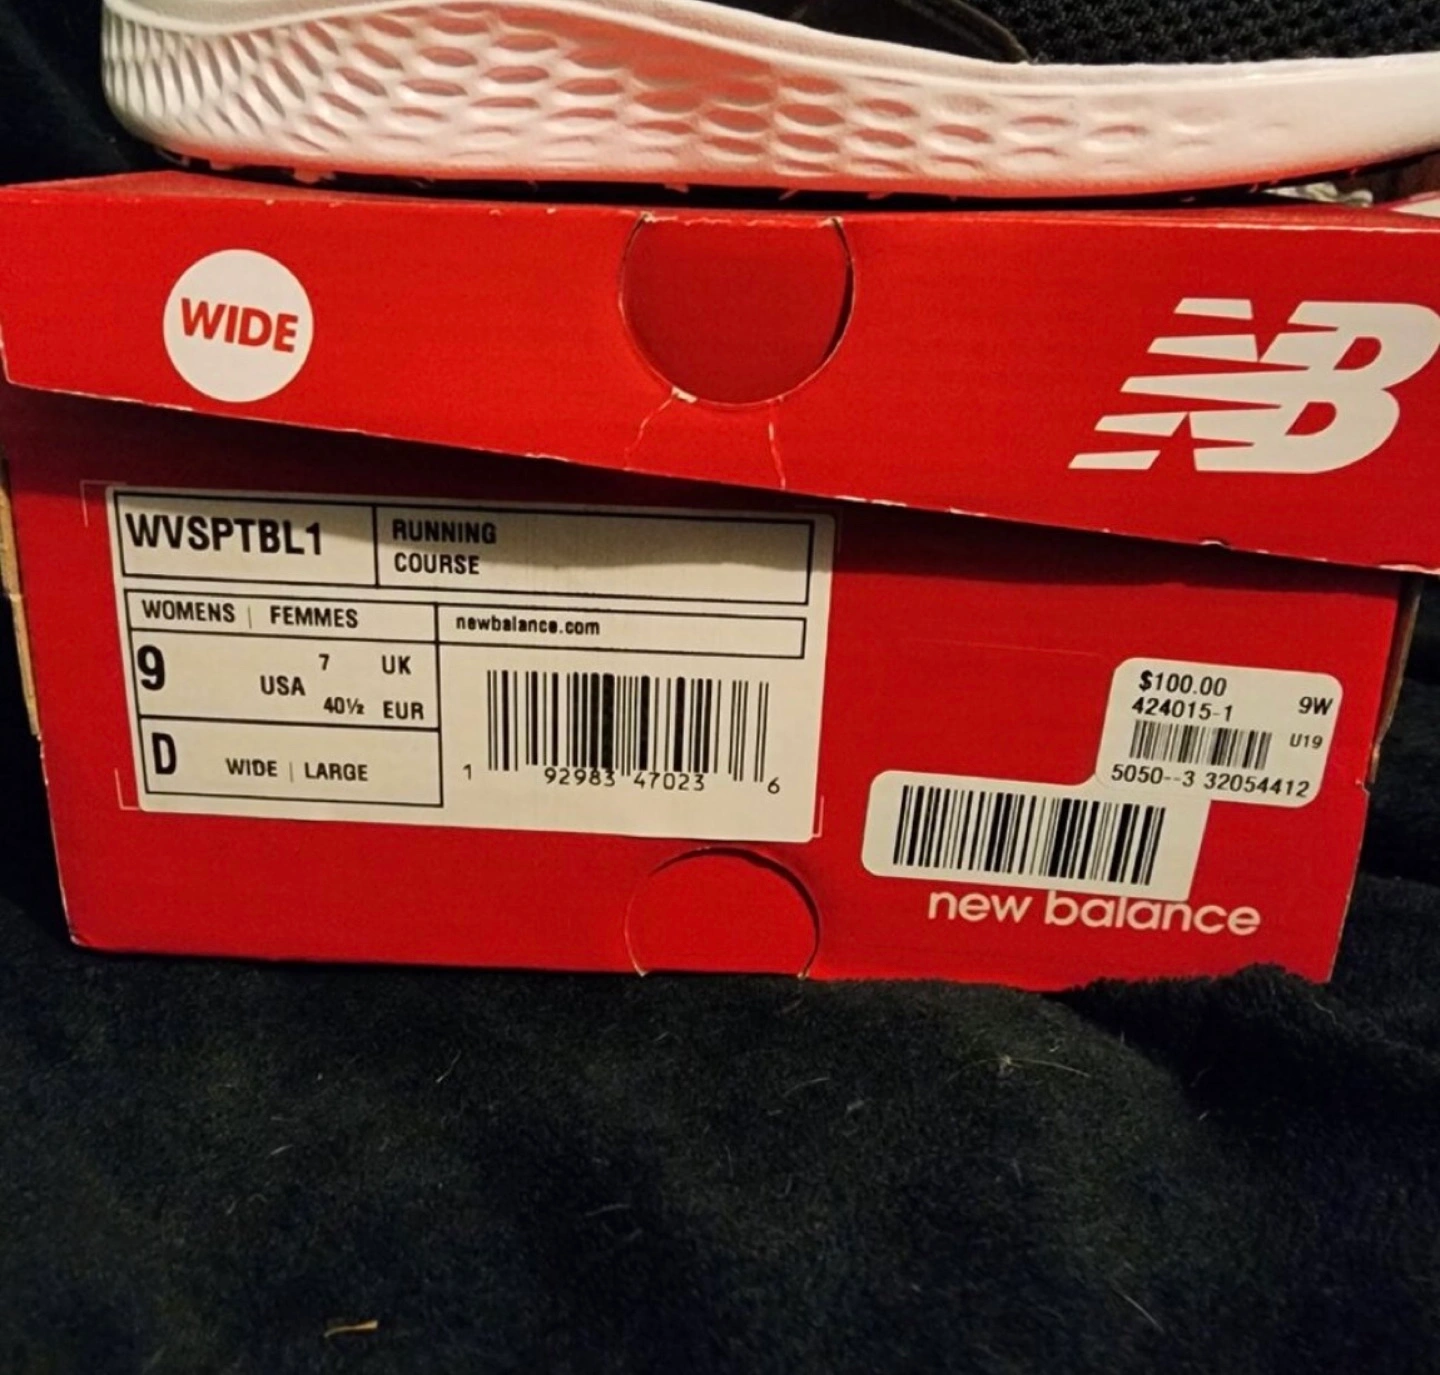 WIDE
NB
WVSPTBL1
RUNNING
COURSE
WOMENS | FEMMES
newbalance.com
9 USA 7 UK
40½ EUR
D WIDE | LARGE
1 92983 47023 6
$100.00 9W
424015-1
U19
5050--3 32054412
new balance